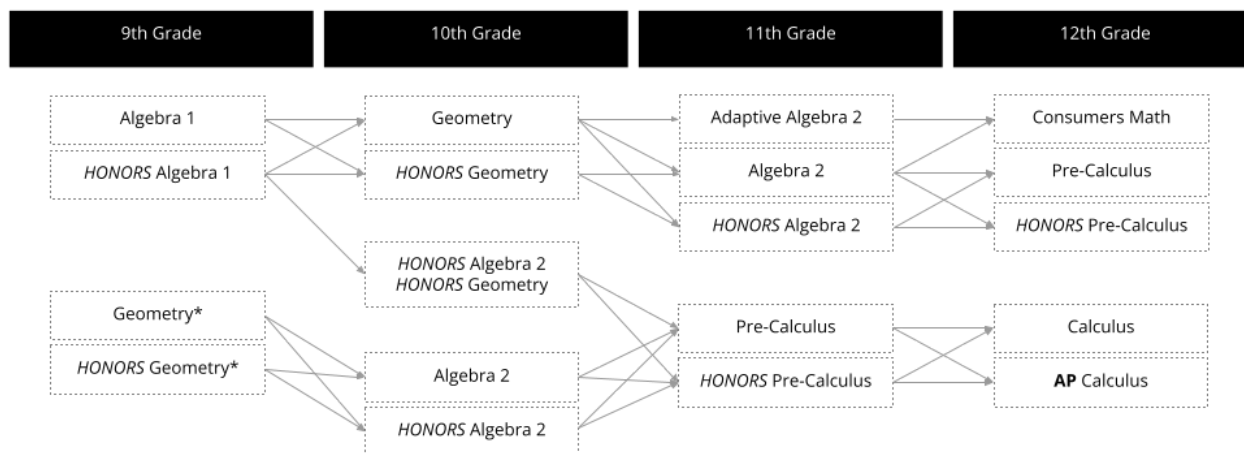 9th Grade
10th Grade
11th Grade
12th Grade
Algebra 1
HONORS Algebra 1
Geometry*
HONORS Geometry*
Geometry
HONORS Geometry
HONORS Algebra 2
HONORS Geometry
Algebra 2
HONORS Algebra 2
Adaptive Algebra 2
Algebra 2
HONORS Algebra 2
Pre-Calculus
HONORS Pre-Calculus
Consumers Math
Pre-Calculus
HONORS Pre-Calculus
Calculus
AP Calculus